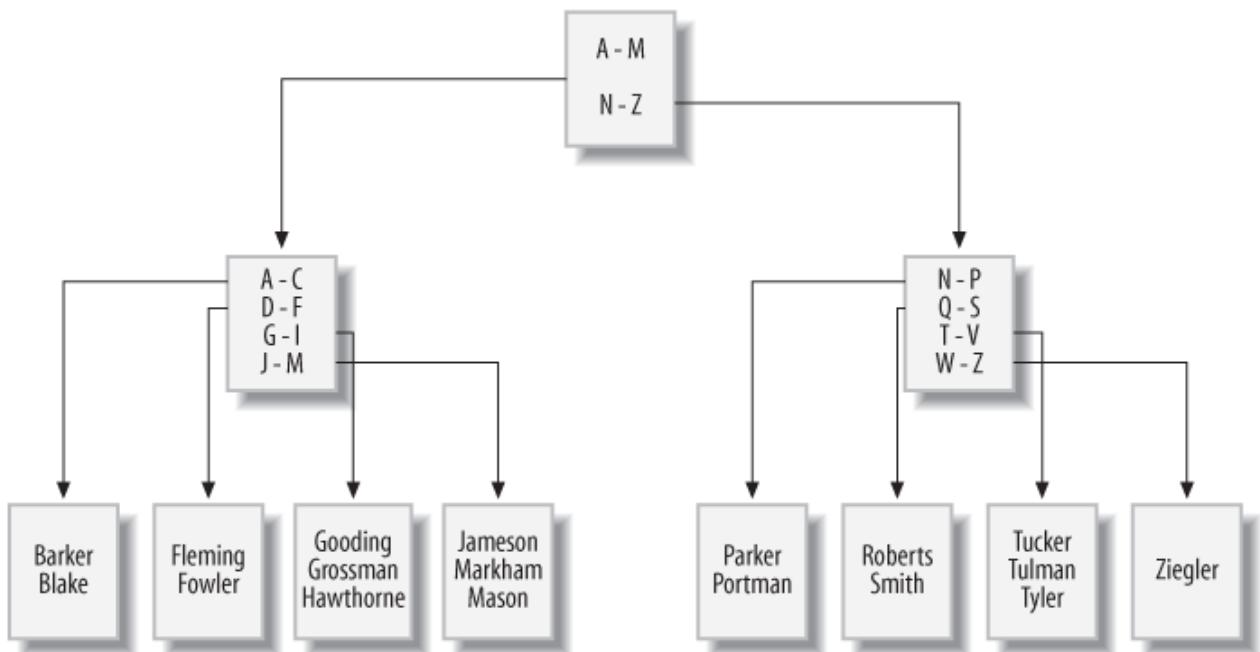 A - M
N - Z
A - C
D - F
G - I
J - M
N - P
Q - S
T - V
W - Z
Barker
Blake
Fleming
Fowler
Gooding
Grossman
Hawthorne
Jameson
Markham
Mason
Parker
Portman
Roberts
Smith
Tucker
Tulman
Tyler
Ziegler